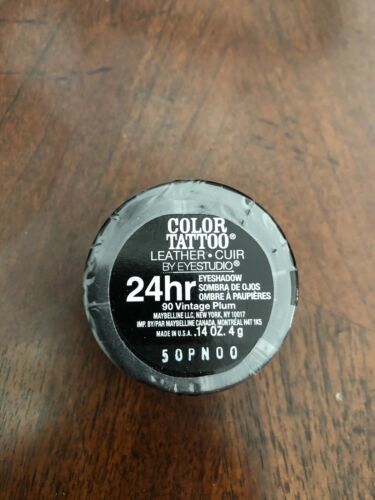 COLOR
TATTOO®
LEATHER • CUIR
BY EYESTUDIO®
24hr EYESHADOW
SOMBRA DE OJOS
OMBRE À PAUPIÈRES
90 Vintage Plum
MAYBELLINE LLC, NEW YORK, NY 10017
IMP. BY/PAR MAYBELLINE CANADA, MONTRÉAL H4T 1K5
MADE IN U.S.A. .14 OZ. 4 g
50PN00